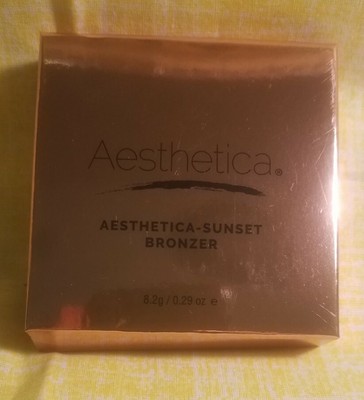 Aesthetica®
AESTHETICA-SUNSET
BRONZER
8.2g / 0.29 oz ℮